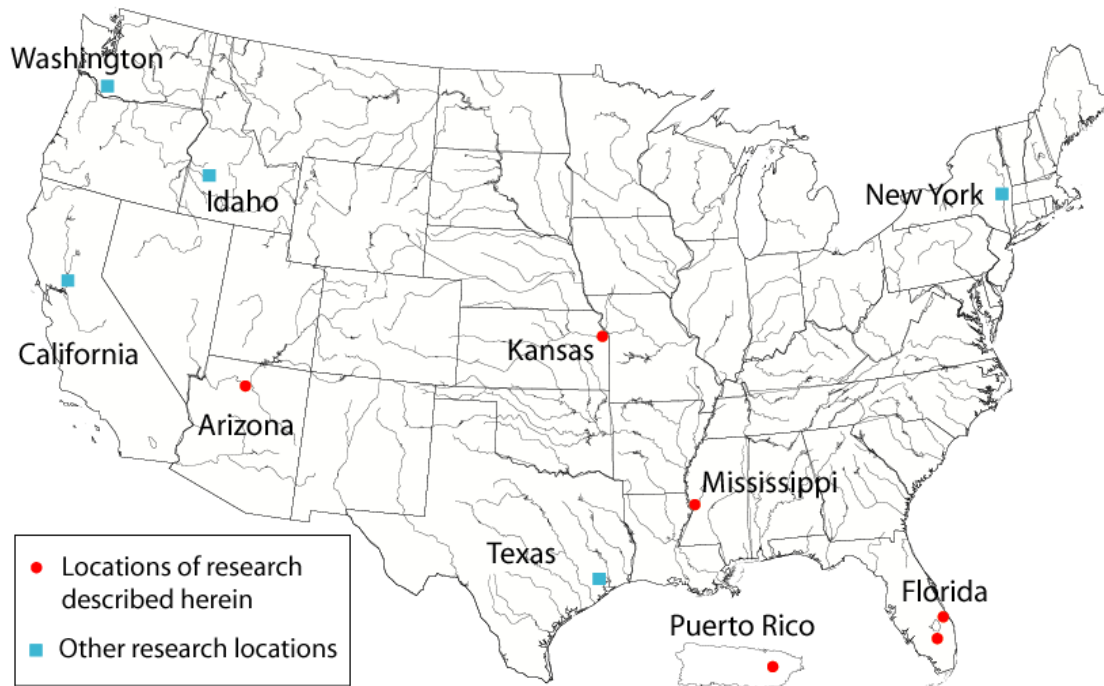 Washington
Idaho
New York
California
Kansas
Arizona
Mississippi
Texas
Florida
Puerto Rico
Locations of research
described herein
Other research locations